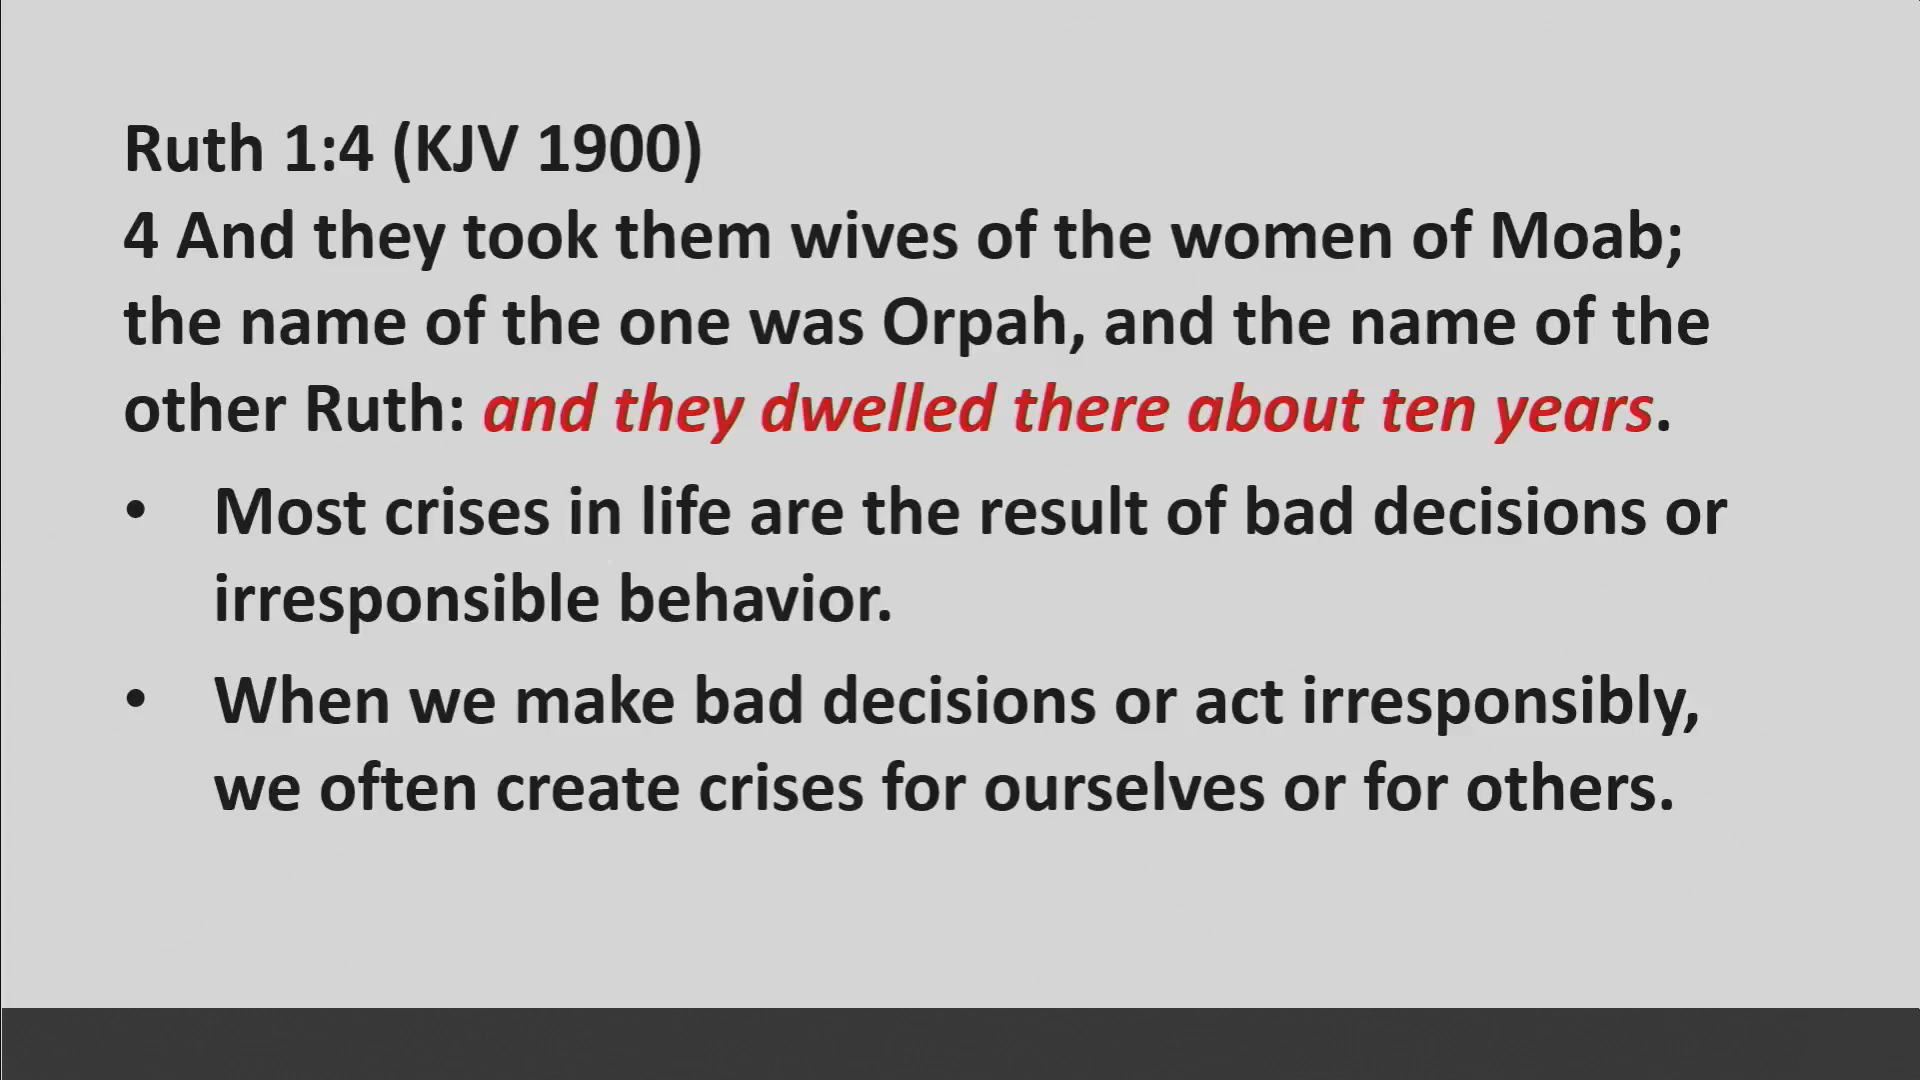 Ruth 1:4 (KJV 1900)
4 And they took them wives of the women of Moab;
the name of the one was Orpah, and the name of the
other Ruth: and they dwelled there about ten years.
• Most crises in life are the result of bad decisions or
irresponsible behavior.
• When we make bad decisions or act irresponsibly,
we often create crises for ourselves or for others.